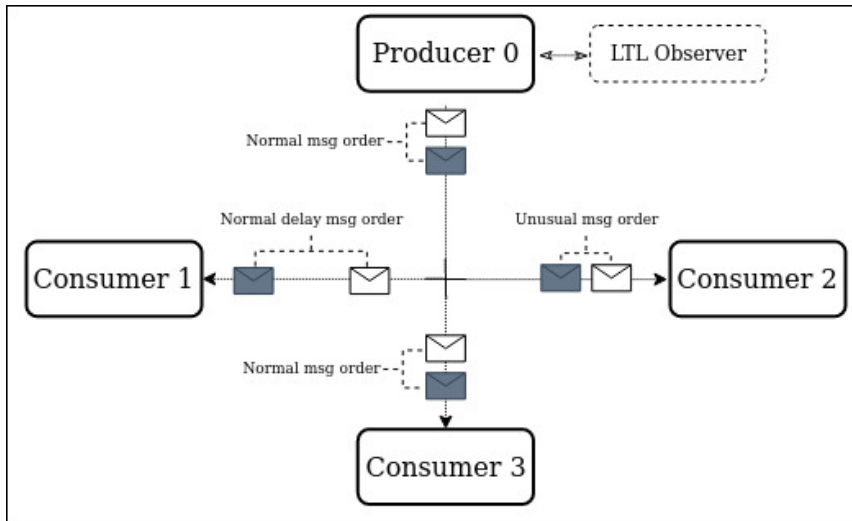 Producer 0
LTL Observer
Normal msg order
Normal delay msg order
Unusual msg order
Consumer 1
Consumer 2
Normal msg order
Consumer 3